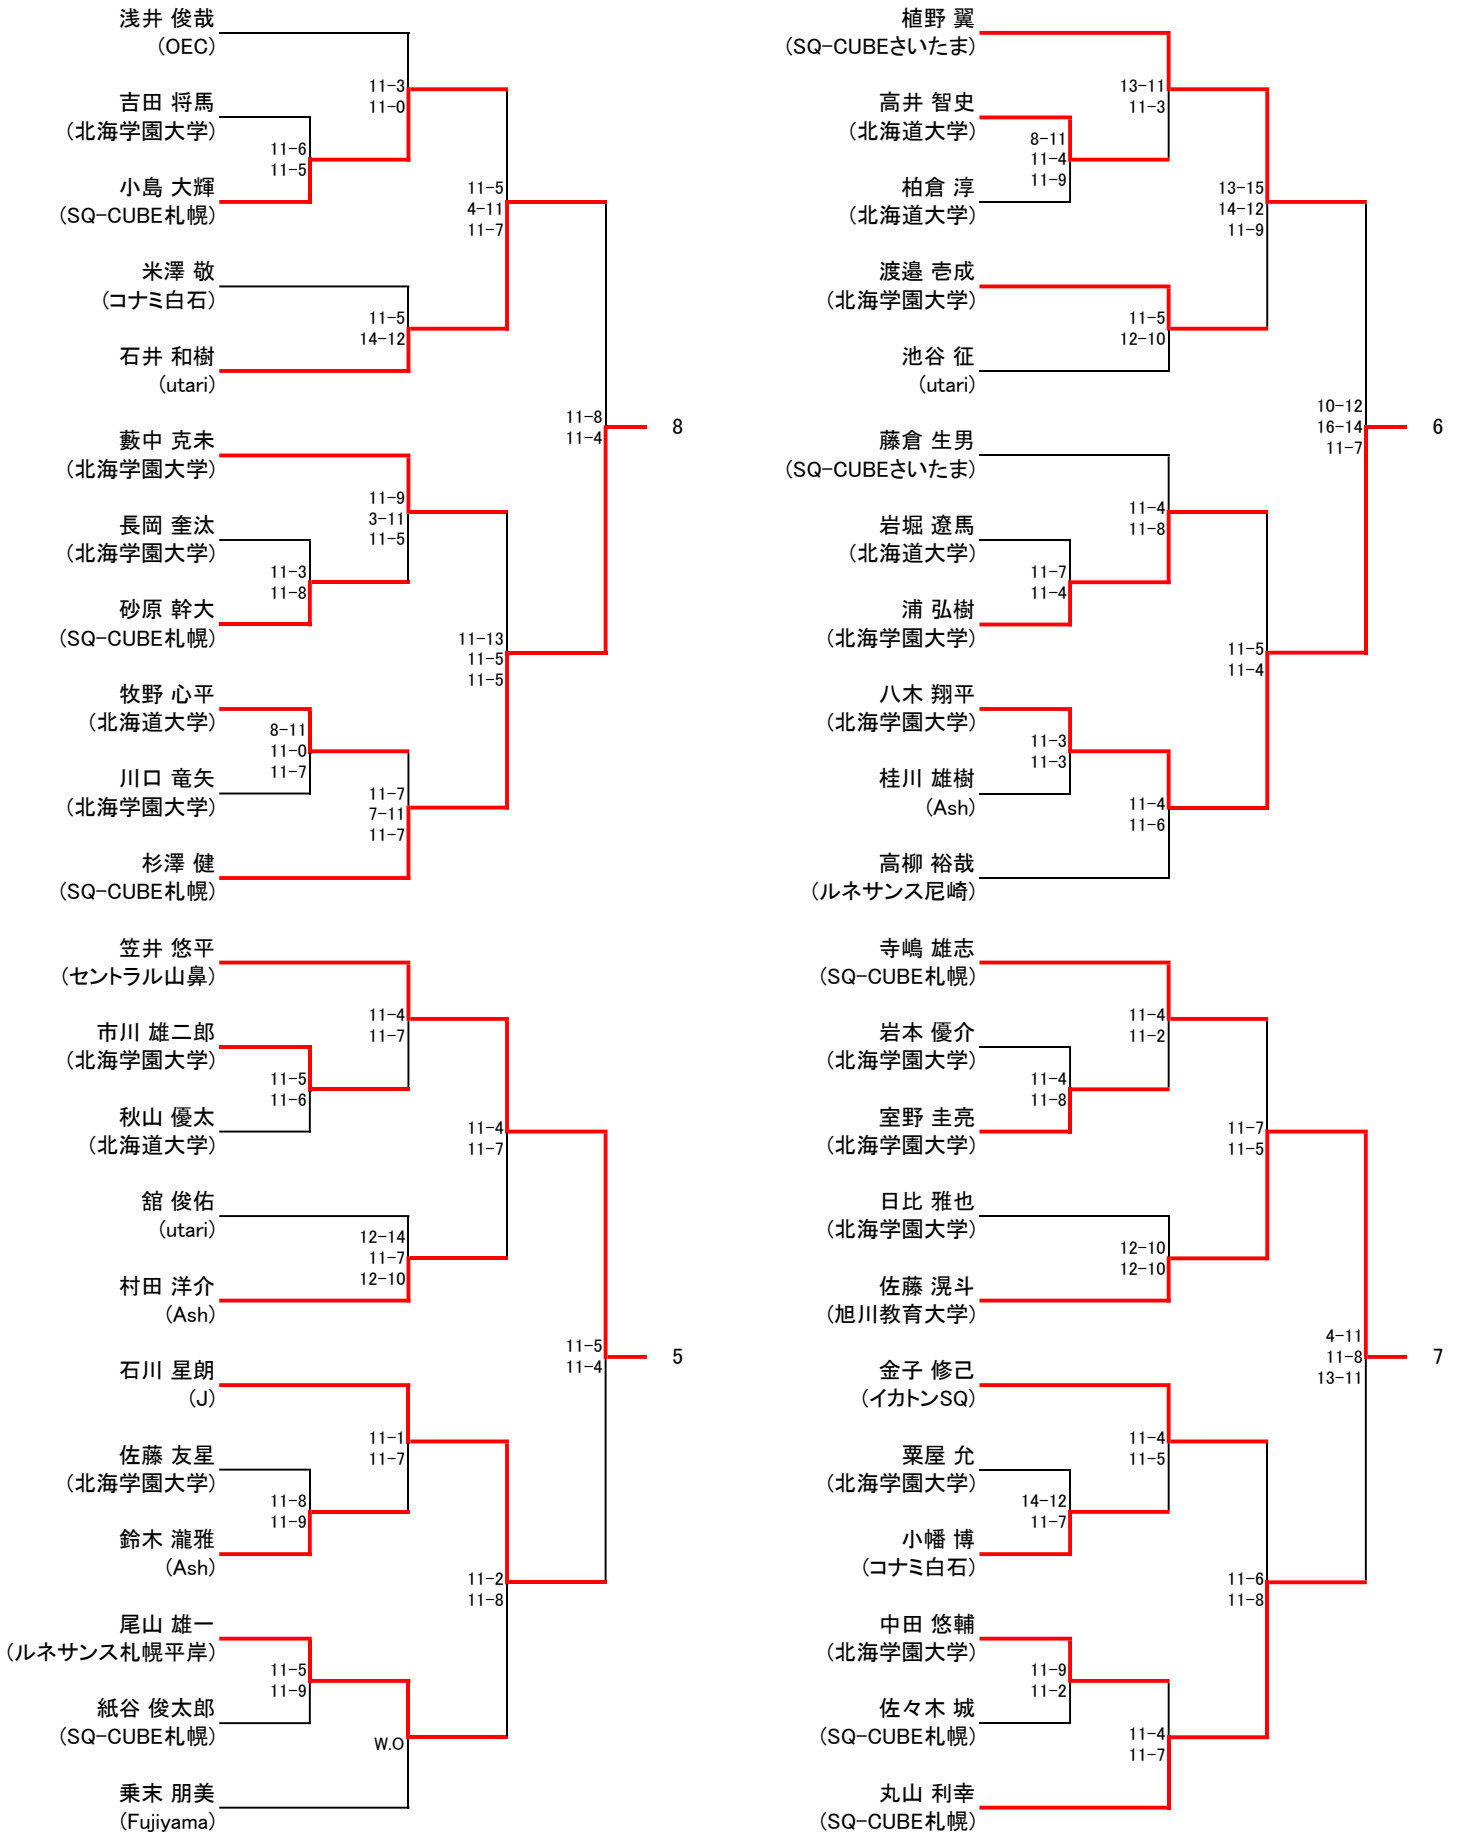 浅井 俊哉
(OEC)
11-3
11-0
吉田 将馬
(北海学園大学)
11-6
11-5
小島 大輝
(SQ-CUBE札幌)
11-5
4-11
11-7
米澤 敬
(コナミ白石)
11-5
14-12
石井 和樹
(utari)
11-8
11-4
8
藪中 克未
(北海学園大学)
11-9
3-11
11-5
長岡 奎汰
(北海学園大学)
11-3
11-8
砂原 幹大
(SQ-CUBE札幌)
11-13
11-5
11-5
牧野 心平
(北海道大学)
8-11
11-0
11-7
川口 竜矢
(北海学園大学)
11-7
7-11
11-7
杉澤 健
(SQ-CUBE札幌)
笠井 悠平
(セントラル山鼻)
11-4
11-7
市川 雄二郎
(北海学園大学)
11-5
11-6
秋山 優太
(北海道大学)
11-4
11-7
舘 俊佑
(utari)
12-14
11-7
12-10
村田 洋介
(Ash)
11-5
11-4
5
石川 星朗
(J)
11-1
11-7
佐藤 友星
(北海学園大学)
11-8
11-9
鈴木 瀧雅
(Ash)
11-2
11-8
尾山 雄一
(ルネサンス札幌平岸)
11-5
11-9
紙谷 俊太郎
(SQ-CUBE札幌)
W.O
乗末 朋美
(Fujiyama)
植野 翼
(SQ-CUBEさいたま)
13-11
11-3
高井 智史
(北海道大学)
8-11
11-4
11-9
柏倉 淳
(北海道大学)
13-15
14-12
11-9
渡邉 壱成
(北海学園大学)
11-5
12-10
池谷 征
(utari)
10-12
16-14
11-7
6
藤倉 生男
(SQ-CUBEさいたま)
11-4
11-8
岩堀 遼馬
(北海道大学)
11-7
11-4
浦 弘樹
(北海学園大学)
11-5
11-4
八木 翔平
(北海学園大学)
11-3
11-3
桂川 雄樹
(Ash)
11-4
11-6
高柳 裕哉
(ルネサンス尼崎)
寺嶋 雄志
(SQ-CUBE札幌)
11-4
11-2
岩本 優介
(北海学園大学)
11-4
11-8
室野 圭亮
(北海学園大学)
11-7
11-5
日比 雅也
(北海学園大学)
12-10
12-10
佐藤 滉斗
(旭川教育大学)
4-11
11-8
13-11
7
金子 修己
(イカトンSQ)
11-4
11-5
粟屋 允
(北海学園大学)
14-12
11-7
小幡 博
(コナミ白石)
11-6
11-8
中田 悠輔
(北海学園大学)
11-9
11-2
佐々木 城
(SQ-CUBE札幌)
11-4
11-7
丸山 利幸
(SQ-CUBE札幌)